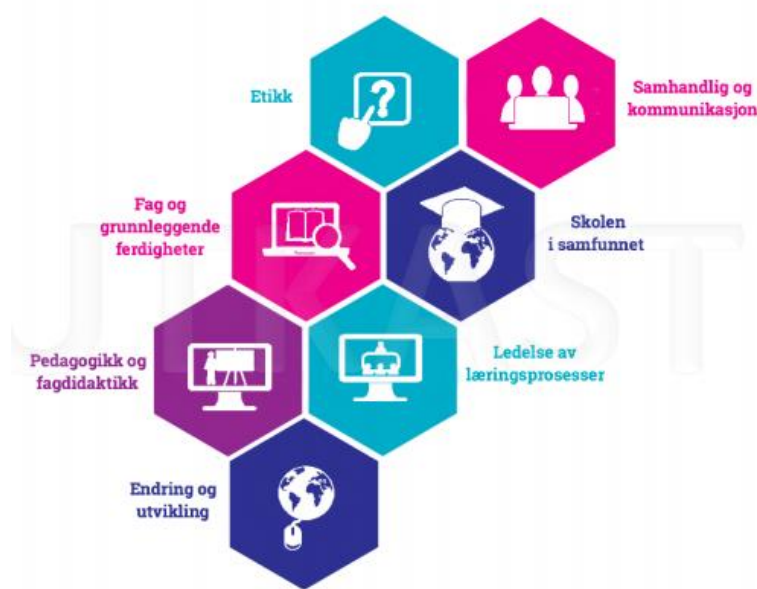 Etikk
Samhandlig og
kommunikasjon
Fag og
grunnleggende
ferdigheter
Skolen
i samfunnet
Pedagogikk og
fagdidaktikk
Ledelse av
læringsprosesser
Endring og
utvikling
?
UTKAST